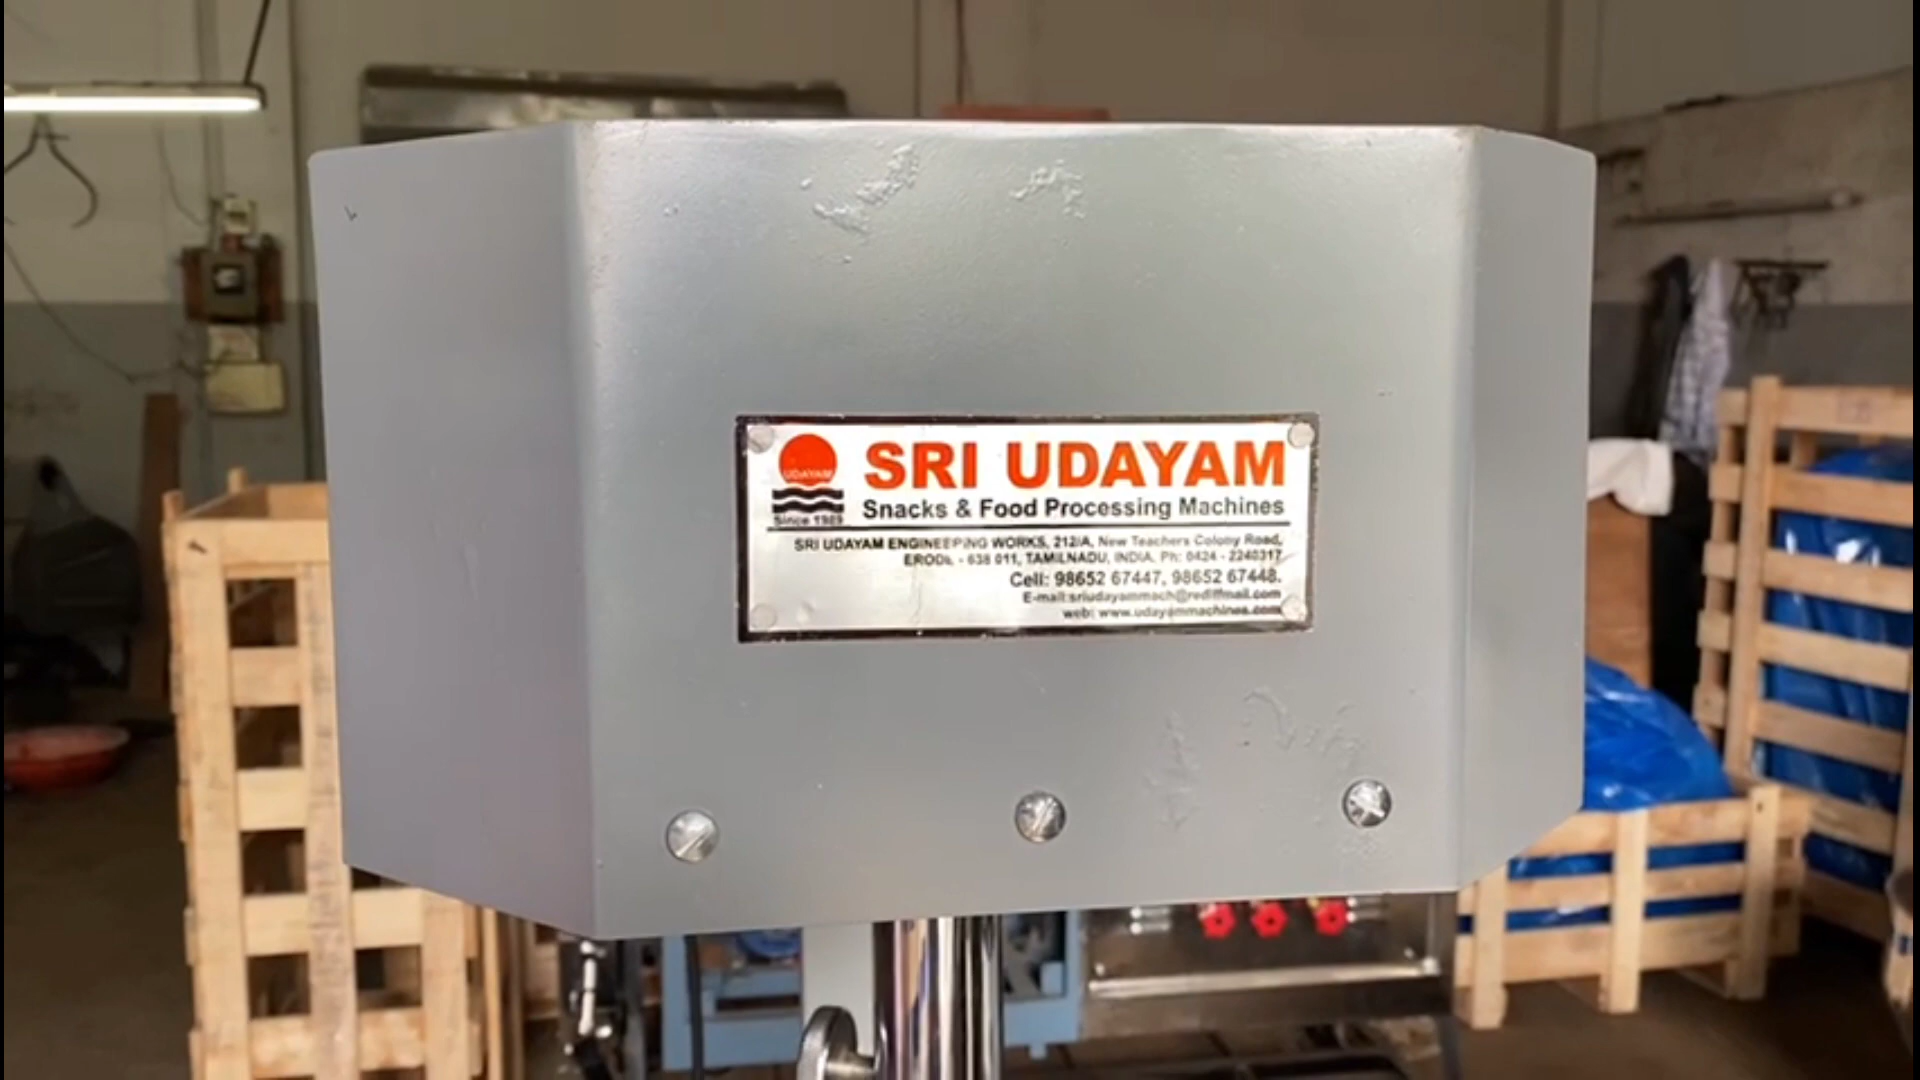 UDAYAM
Since 1989
SRI UDAYAM
Snacks & Food Processing Machines
SRI UDAYAM ENGINEERING WORKS, 212/A, New Teachers Colony Road,
ERODE - 638 011, TAMILNADU, INDIA, Ph: 0424 - 2240317
Cell: 98652 67447, 98652 67448.
E-mail:sriudayammach@rediffmail.com
web: www.udayammachines.com